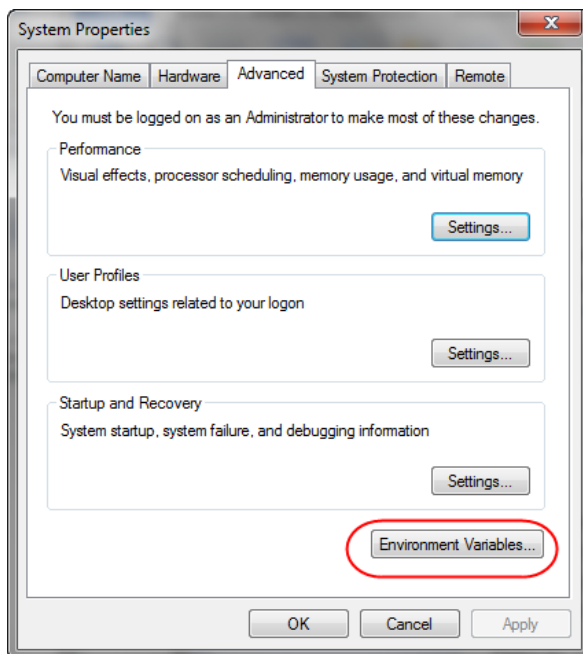 System Properties
Computer Name Hardware Advanced System Protection Remote
You must be logged on as an Administrator to make most of these changes.
Performance
Visual effects, processor scheduling, memory usage, and virtual memory
Settings...
User Profiles
Desktop settings related to your logon
Settings...
Startup and Recovery
System startup, system failure, and debugging information
Settings...
Environment Variables...
OK Cancel Apply